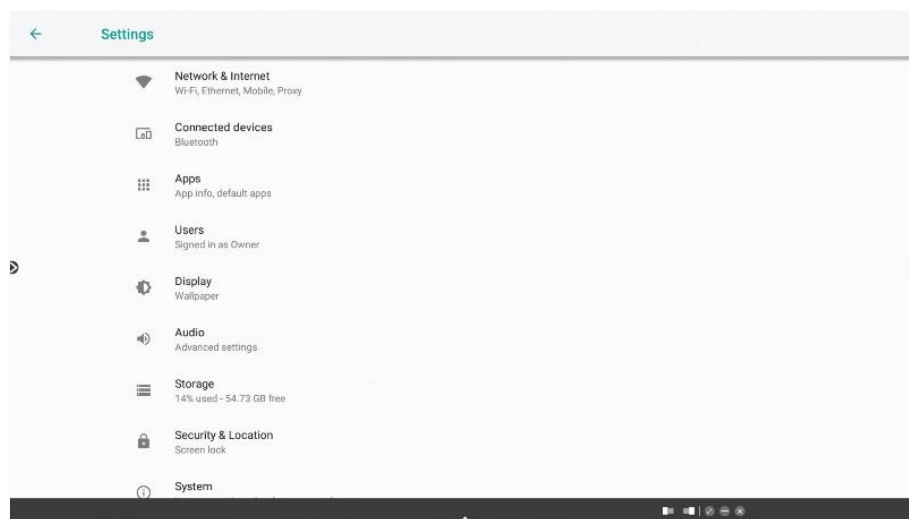 Settings
Network & Internet
Wi-Fi, Ethernet, Mobile, Proxy
Connected devices
Bluetooth
Apps
App info, default apps
Users
Signed in as Owner
Display
Wallpaper
Audio
Advanced settings
Storage
14% used - 54.73 GB free
Security & Location
Screen lock
System